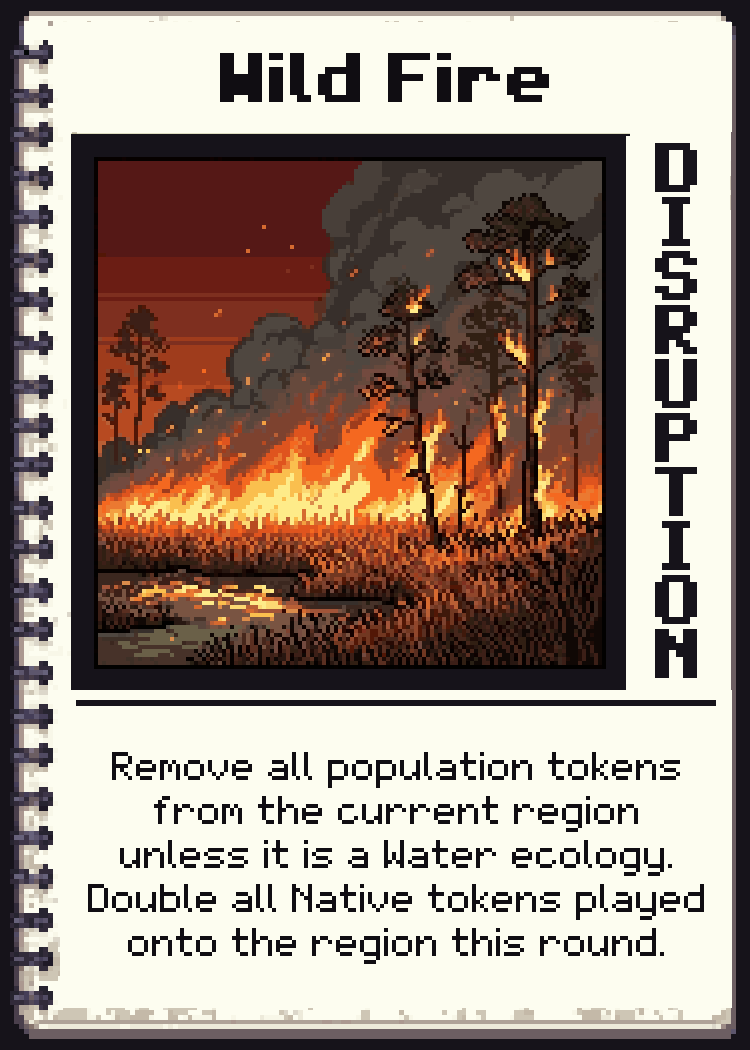 Wild Fire
DISRUPTION
Remove all population tokens
from the current region
unless it is a Water ecology.
Double all Native tokens played
onto the region this round.